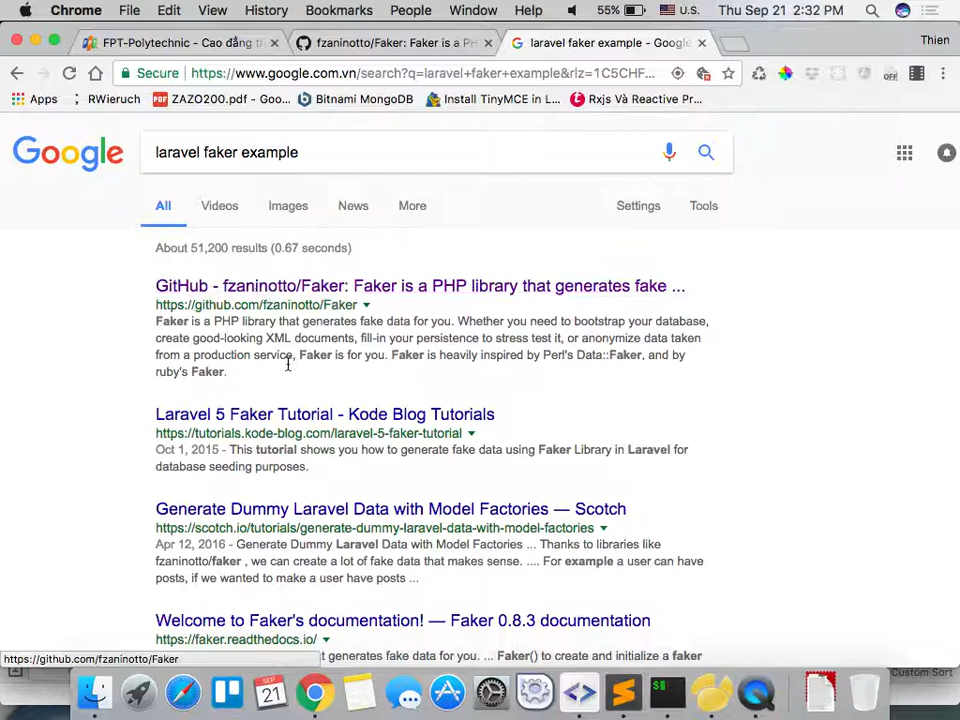 Chrome File Edit View History Bookmarks People Window Help 55% U.S. Thu Sep 21 2:32 PM
FPT-Polytechnic - Cao đẳng th × fzaninotto/Faker: Faker is a PH × laravel faker example - Google × Thien
Secure https://www.google.com.vn/search?q=laravel+faker+example&rlz=1C5CHF... OFF
Apps RWieruch PDF ZAZO200.pdf - Goo... Bitnami MongoDB Install TinyMCE in L... Rxjs Và Reactive Pr...
Google laravel faker example
All Videos Images News More Settings Tools
About 51,200 results (0.67 seconds)
GitHub - fzaninotto/Faker: Faker is a PHP library that generates fake ...
https://github.com/fzaninotto/Faker
Faker is a PHP library that generates fake data for you. Whether you need to bootstrap your database,
create good-looking XML documents, fill-in your persistence to stress test it, or anonymize data taken
from a production service, Faker is for you. Faker is heavily inspired by Perl's Data::Faker, and by
ruby's Faker.
Laravel 5 Faker Tutorial - Kode Blog Tutorials
https://tutorials.kode-blog.com/laravel-5-faker-tutorial
Oct 1, 2015 - This tutorial shows you how to generate fake data using Faker Library in Laravel for
database seeding purposes.
Generate Dummy Laravel Data with Model Factories — Scotch
https://scotch.io/tutorials/generate-dummy-laravel-data-with-model-factories
Apr 12, 2016 - Generate Dummy Laravel Data with Model Factories ... Thanks to libraries like
fzaninotto/faker , we can create a lot of fake data that makes sense. .... For example a user can have
posts, if we wanted to make a user have posts ...
Welcome to Faker's documentation! — Faker 0.8.3 documentation
https://faker.readthedocs.io/
t generates fake data for you. ... Faker() to create and initialize a faker
https://github.com/fzaninotto/Faker
Custom Sort
SEP
21